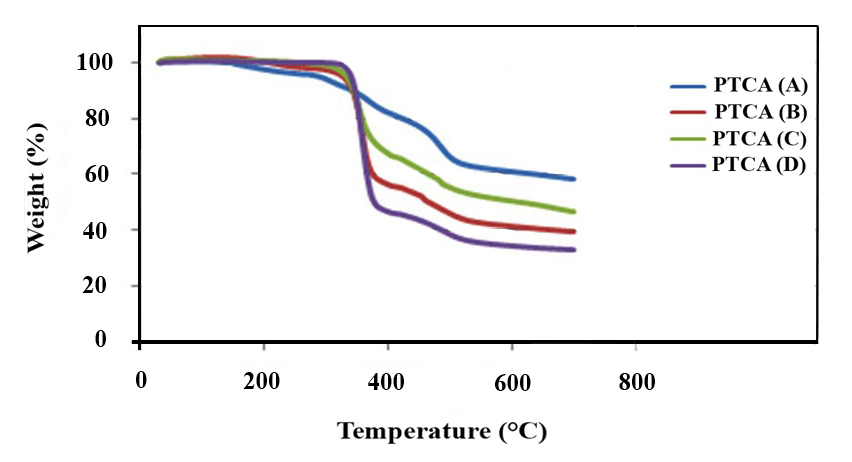 100
80
60
40
20
0
Weight (%)
PTCA (A)
PTCA (B)
PTCA (C)
PTCA (D)
0 200 400 600 800
Temperature (°C)